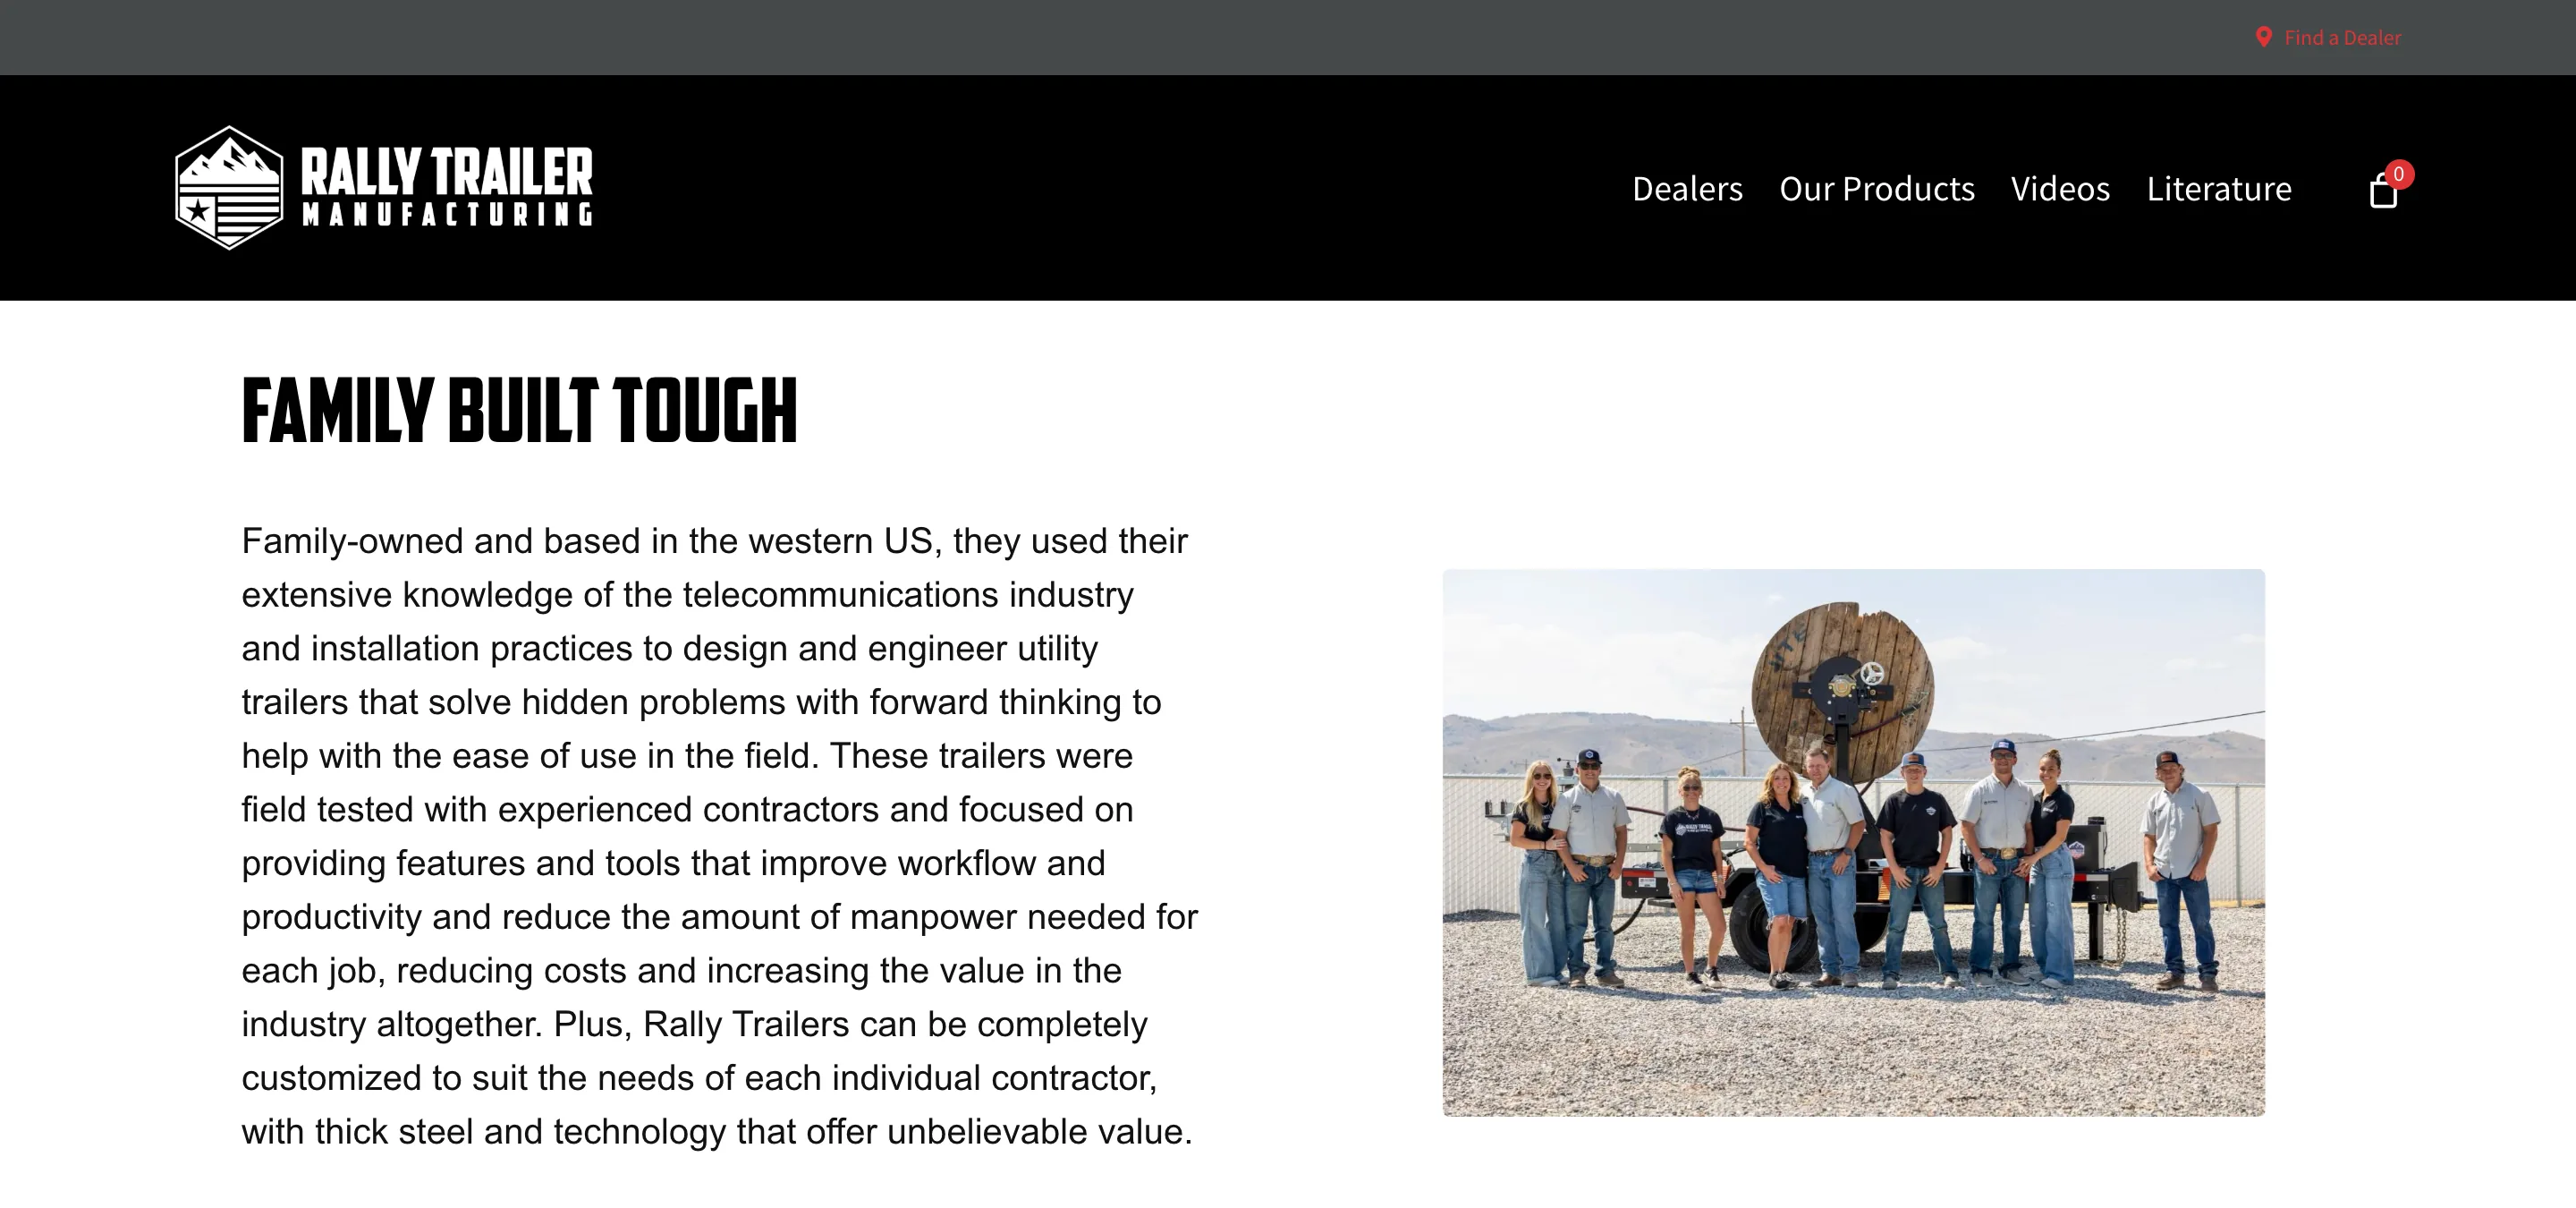 Find a Dealer
RALLY TRAILER
MANUFACTURING
Dealers Our Products Videos Literature 0
FAMILY BUILT TOUGH
Family-owned and based in the western US, they used their
extensive knowledge of the telecommunications industry
and installation practices to design and engineer utility
trailers that solve hidden problems with forward thinking to
help with the ease of use in the field. These trailers were
field tested with experienced contractors and focused on
providing features and tools that improve workflow and
productivity and reduce the amount of manpower needed for
each job, reducing costs and increasing the value in the
industry altogether. Plus, Rally Trailers can be completely
customized to suit the needs of each individual contractor,
with thick steel and technology that offer unbelievable value.